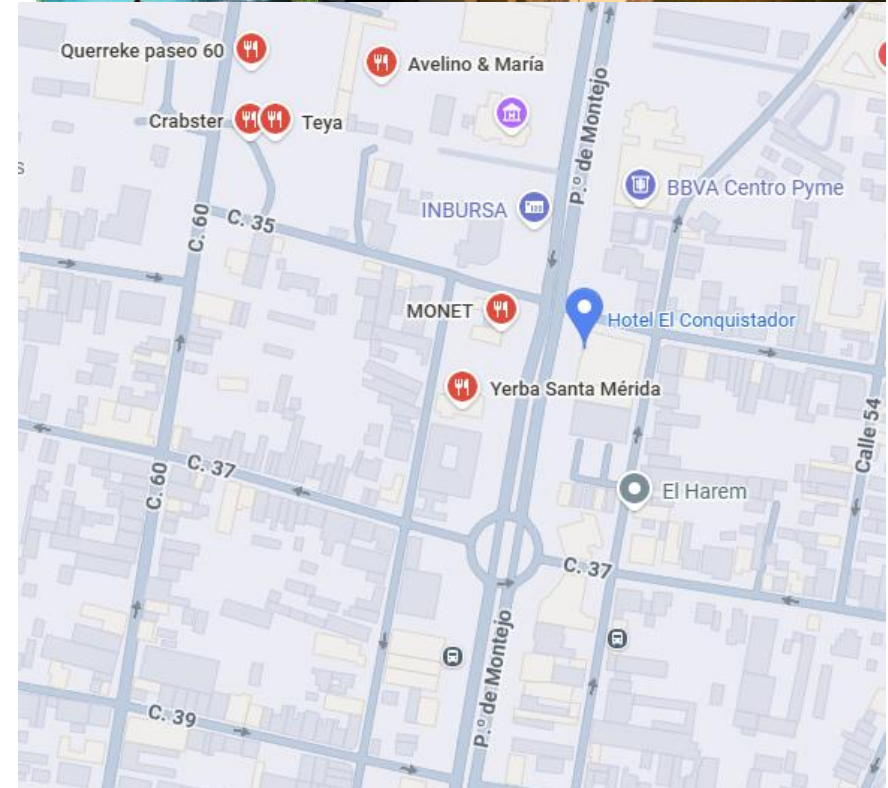 Querreke paseo 60
Avelino & María
Crabster
Teya
P.º de Montejo
BBVA Centro Pyme
INBURSA
C. 60
C. 35
MONET
Hotel El Conquistador
Yerba Santa Mérida
Calle 54
C. 37
C. 60
El Harem
C. 37
P.º de Montejo
C. 39